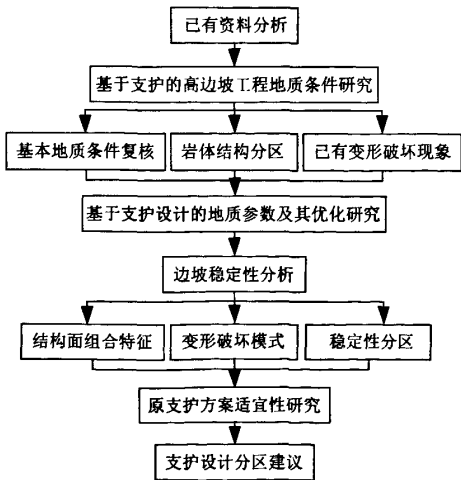 已有资料分析
基于支护的高边坡工程地质条件研究
基本地质条件复核
岩体结构分区
已有变形破坏现象
基于支护设计的地质参数及其优化研究
边坡稳定性分析
结构面组合特征
变形破坏模式
稳定性分区
原支护方案适宜性研究
支护设计分区建议